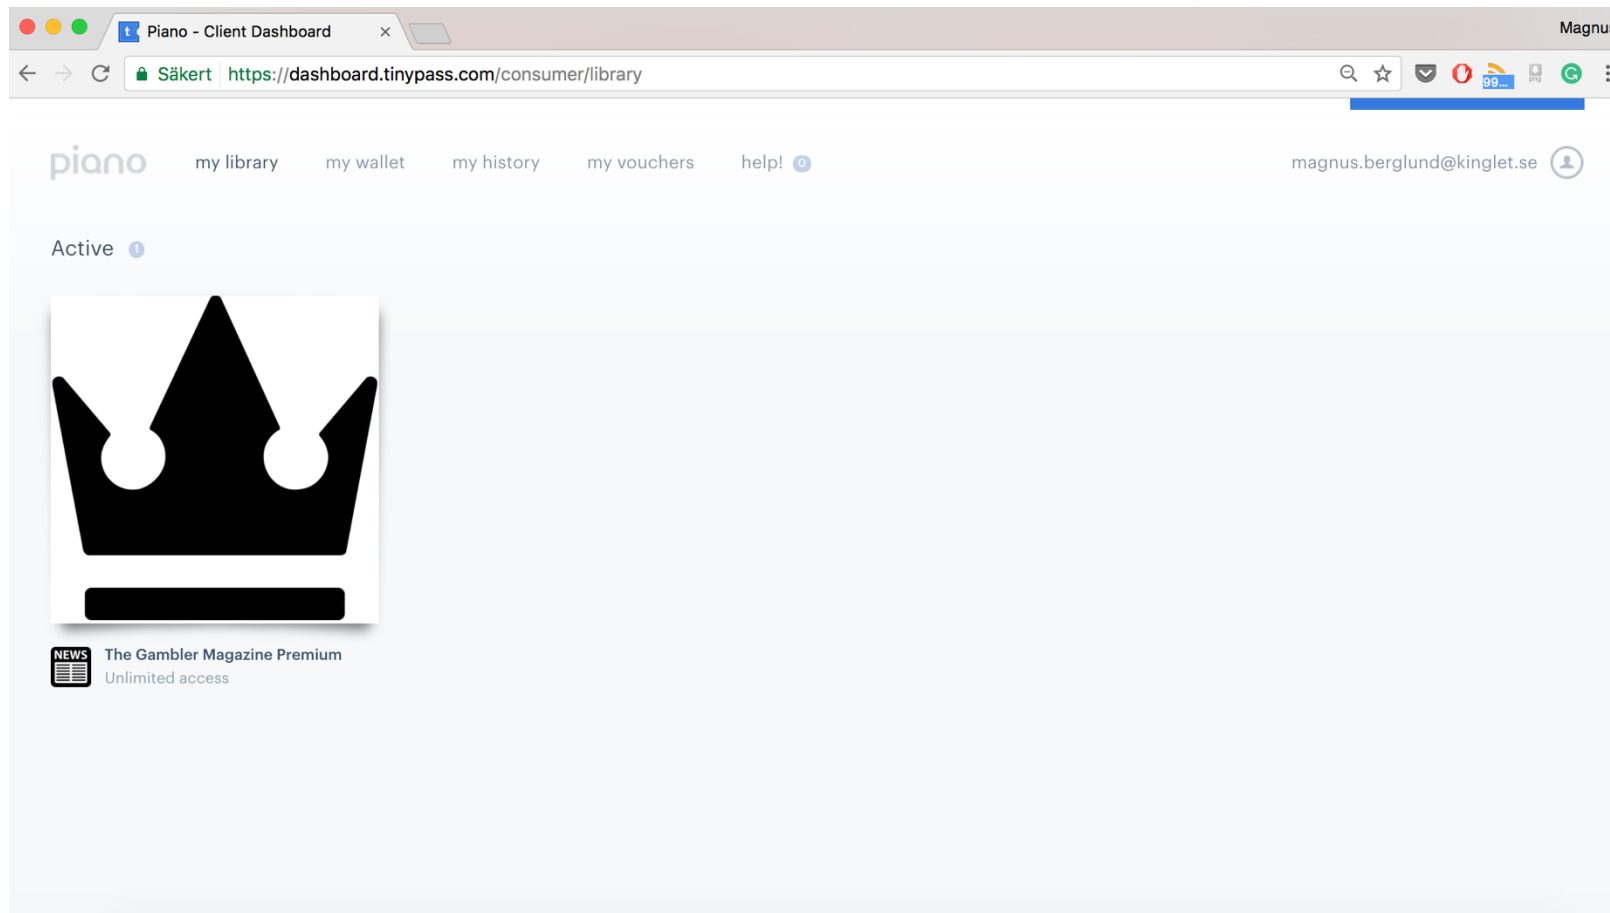 Piano - Client Dashboard
Magnus
Säkert https://dashboard.tinypass.com/consumer/library
99...
piano my library my wallet my history my vouchers help! 0 magnus.berglund@kinglet.se
Active 1
NEWS
The Gambler Magazine Premium
Unlimited access